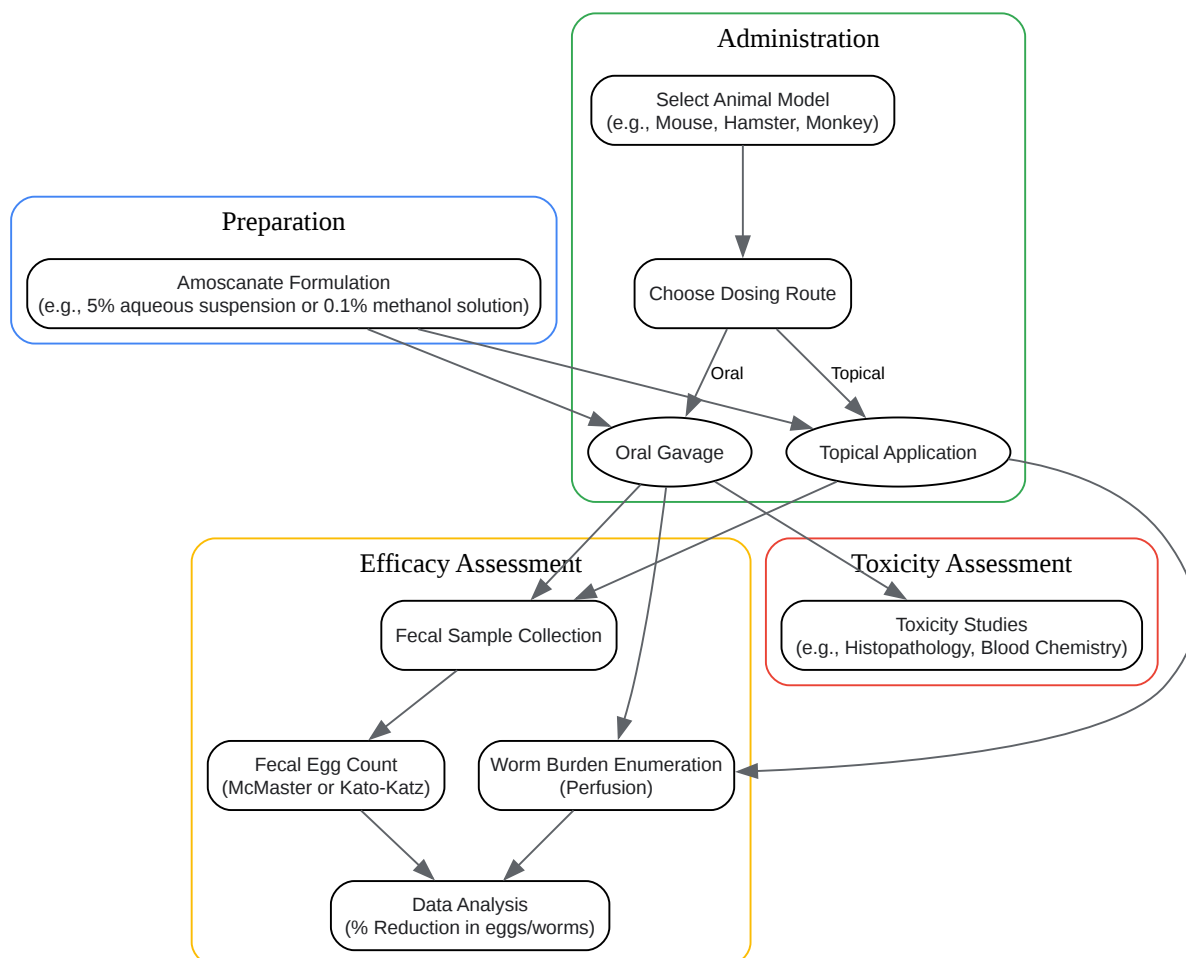 Administration
Select Animal Model
(e.g., Mouse, Hamster, Monkey)
Preparation
Amoscanate Formulation
(e.g., 5% aqueous suspension or 0.1% methanol solution)
Choose Dosing Route
Oral
Topical
Oral Gavage
Topical Application
Efficacy Assessment
Toxicity Assessment
Fecal Sample Collection
Toxicity Studies
(e.g., Histopathology, Blood Chemistry)
Fecal Egg Count
(McMaster or Kato-Katz)
Worm Burden Enumeration
(Perfusion)
Data Analysis
(% Reduction in eggs/worms)